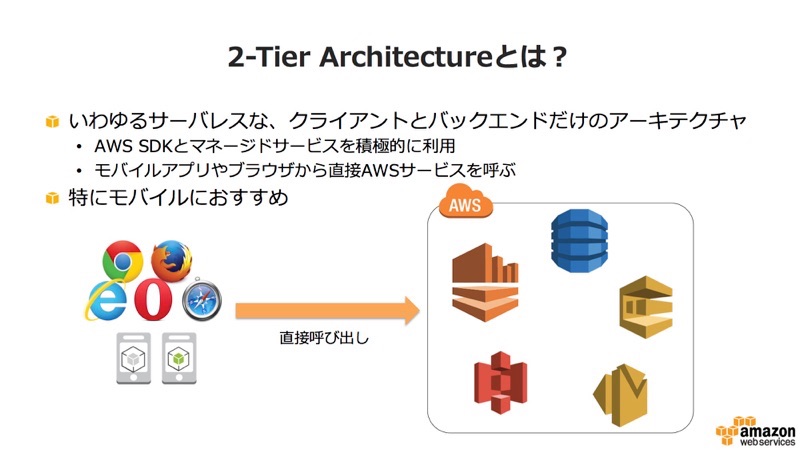 2-Tier Architectureとは？
いわゆるサーバレスな、クライアントとバックエンドだけのアーキテクチャ
• AWS SDKとマネージドサービスを積極的に利用
• モバイルアプリやブラウザから直接AWSサービスを呼ぶ
特にモバイルにおすすめ
AWS
直接呼び出し
amazon
web services